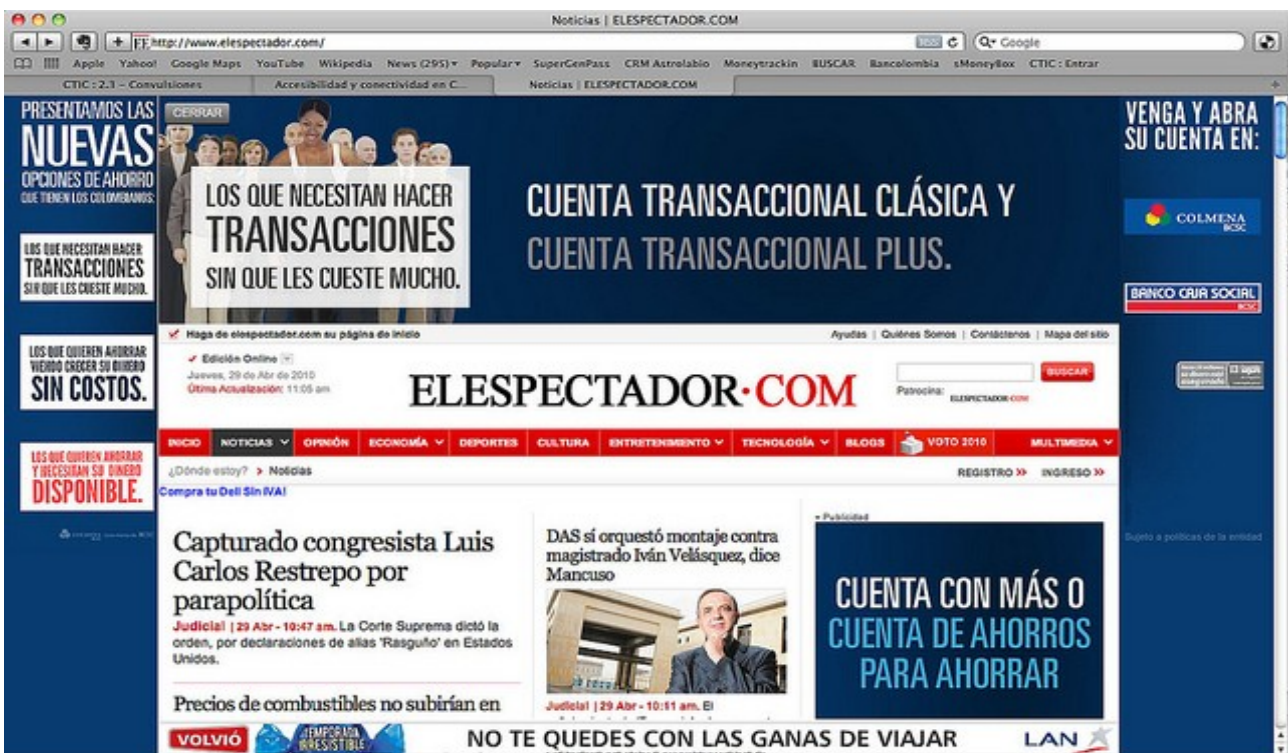 Noticias | ELESPECTADOR.COM
http://www.elespectador.com/
Google
Apple Yahoo! Google Maps YouTube Wikipedia News (295) Popular SuperGenPass CRM Astrolabio Moneytrackin BUSCAR Bancolombia sMoneyBox CTIC : Entrar
CTIC : 2.1 – Convulsiones
Accesibilidad y conectividad en C...
Noticias | ELESPECTADOR.COM
PRESENTAMOS LAS
NUEVAS
OPCIONES DE AHORRO
QUE TIENEN LOS COLOMBIANOS:
LOS QUE NECESITAN HACER
TRANSACCIONES
SIN QUE LES CUESTE MUCHO.
LOS QUE QUIEREN AHORRAR
VIENDO CRECER SU DINERO
SIN COSTOS.
LOS QUE QUIEREN AHORRAR
Y NECESITAN SU DINERO
DISPONIBLE.
CERRAR
LOS QUE NECESITAN HACER
TRANSACCIONES
SIN QUE LES CUESTE MUCHO.
CUENTA TRANSACCIONAL CLÁSICA Y
CUENTA TRANSACCIONAL PLUS.
VENGA Y ABRA
SU CUENTA EN:
COLMENA
BCSC
BANCO CAJA SOCIAL
BCSC
Sujeto a políticas de la entidad
Haga de elespectador.com su página de inicio
Ayudas | Quiénes Somos | Contáctenos | Mapa del sitio
Edición Online
Jueves, 29 de Abr de 2010
Última Actualización: 11:05 am
ELESPECTADOR.COM
BUSCAR
Patrocina: ELESPECTADOR.COM
INICIO NOTICIAS OPINIÓN ECONOMÍA DEPORTES CULTURA ENTRETENIMIENTO TECNOLOGÍA BLOGS VOTO 2010 MULTIMEDIA
¿Dónde estoy? > Noticias
REGISTRO >> INGRESO >>
Compra tu Dell Sin IVA!
Capturado congresista Luis
Carlos Restrepo por
parapolítica
Judicial | 29 Abr - 10:47 am. La Corte Suprema dictó la
orden, por declaraciones de alias 'Rasguño' en Estados
Unidos.
Precios de combustibles no subirían en
DAS sí orquestó montaje contra
magistrado Iván Velásquez, dice
Mancuso
Judicial | 29 Abr - 10:11 am. El
Publicidad
CUENTA CON MÁS O
CUENTA DE AHORROS
PARA AHORRAR
VOLVIÓ
TEMPORADA
IRRESISTIBLE
NO TE QUEDES CON LAS GANAS DE VIAJAR
LAN